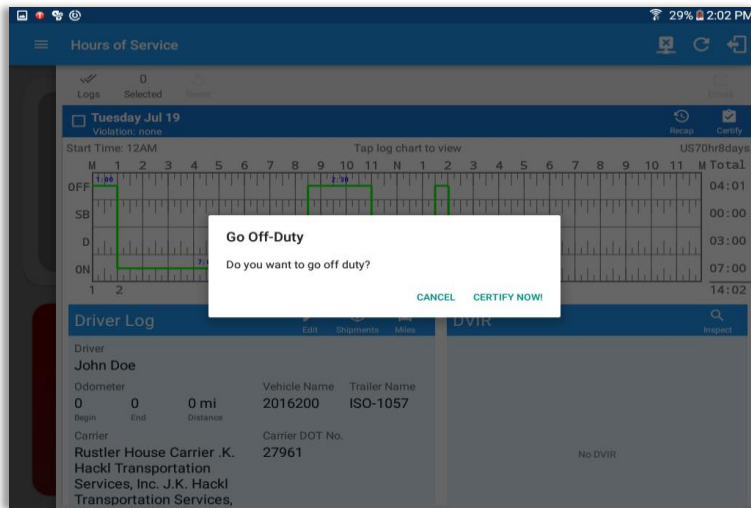 29% 2:02 PM
Hours of Service
0
Logs Selected
Tuesday Jul 19
Violation: none
Recap Certify
Start Time: 12AM Tap log chart to view US70hr8days
M 1 2 3 4 5 6 7 8 9 10 11 N 1 2 3 4 5 6 7 8 9 10 11 M Total
OFF 1:00 2:30 04:01
SB 00:00
D 03:00
ON 07:00
1 2 14:02
Go Off-Duty
Do you want to go off duty?
CANCEL CERTIFY NOW!
Driver Log DVIR
Edit Shipments Miles Inspect
Driver
John Doe
Odometer Vehicle Name Trailer Name
0 0 0 mi 2016200 ISO-1057
Begin End Distance
Carrier Carrier DOT No.
Rustler House Carrier .K. 27961
Hackl Transportation
Services, Inc. J.K. Hackl
Transportation Services,
No DVIR